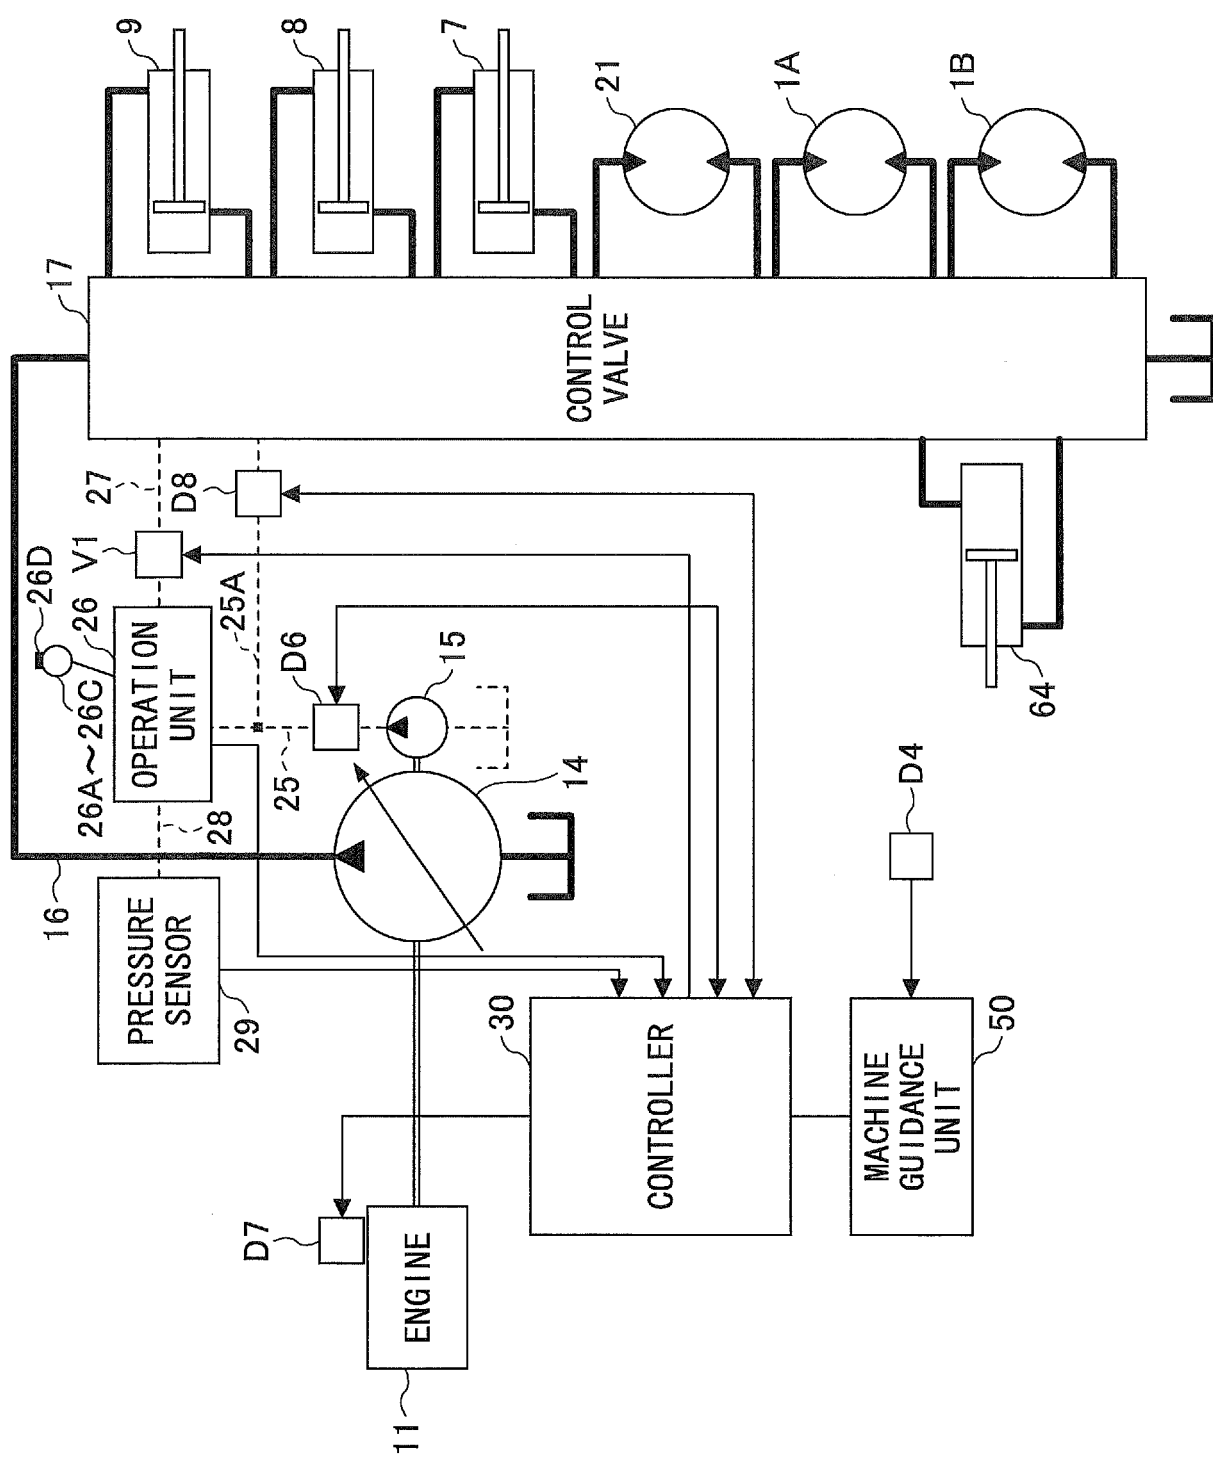 9
8
7
21
1A
1B
17
CONTROL
VALVE
27
D8
V1
26D
26
26A〜26C
OPERATION
UNIT
25A
D6
15
25
14
28
16
64
D4
PRESSURE
SENSOR
29
30
CONTROLLER
50
MACHINE
GUIDANCE
UNIT
D7
ENGINE
11